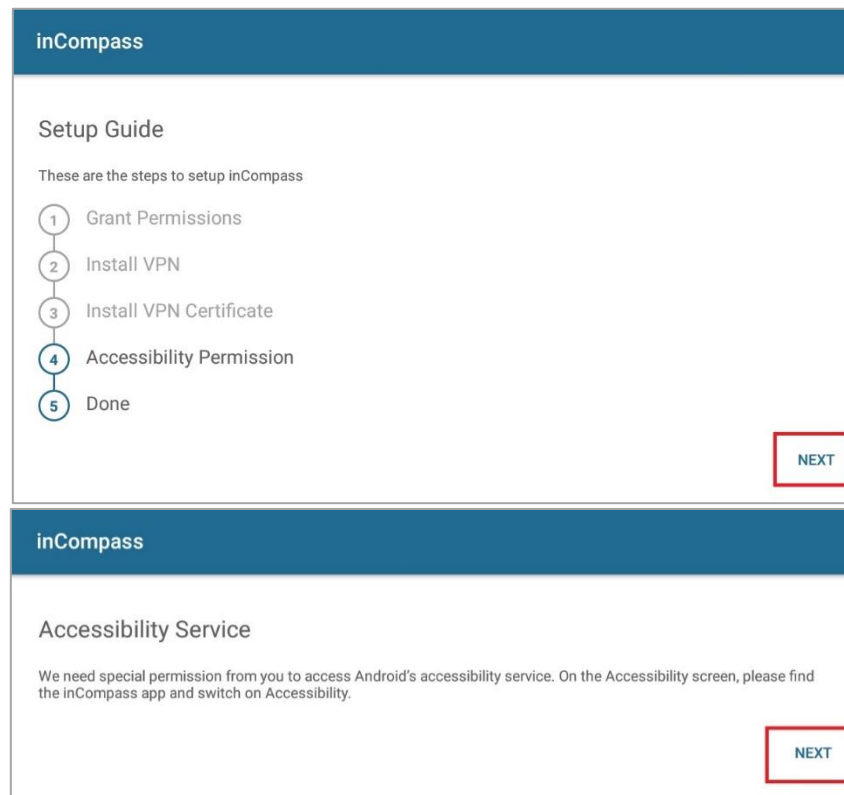 inCompass
Setup Guide
These are the steps to setup inCompass
1 Grant Permissions
2 Install VPN
3 Install VPN Certificate
4 Accessibility Permission
5 Done
NEXT
inCompass
Accessibility Service
We need special permission from you to access Android's accessibility service. On the Accessibility screen, please find
the inCompass app and switch on Accessibility.
NEXT